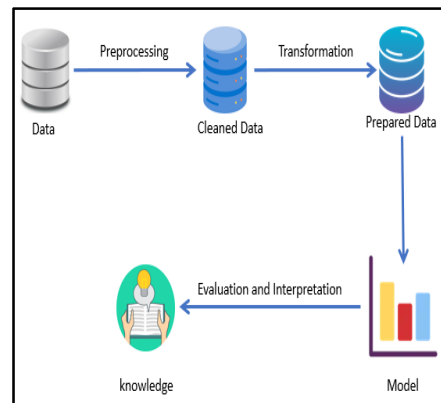 Preprocessing
Transformation
Data
Cleaned Data
Prepared Data
Evaluation and Interpretation
knowledge
Model